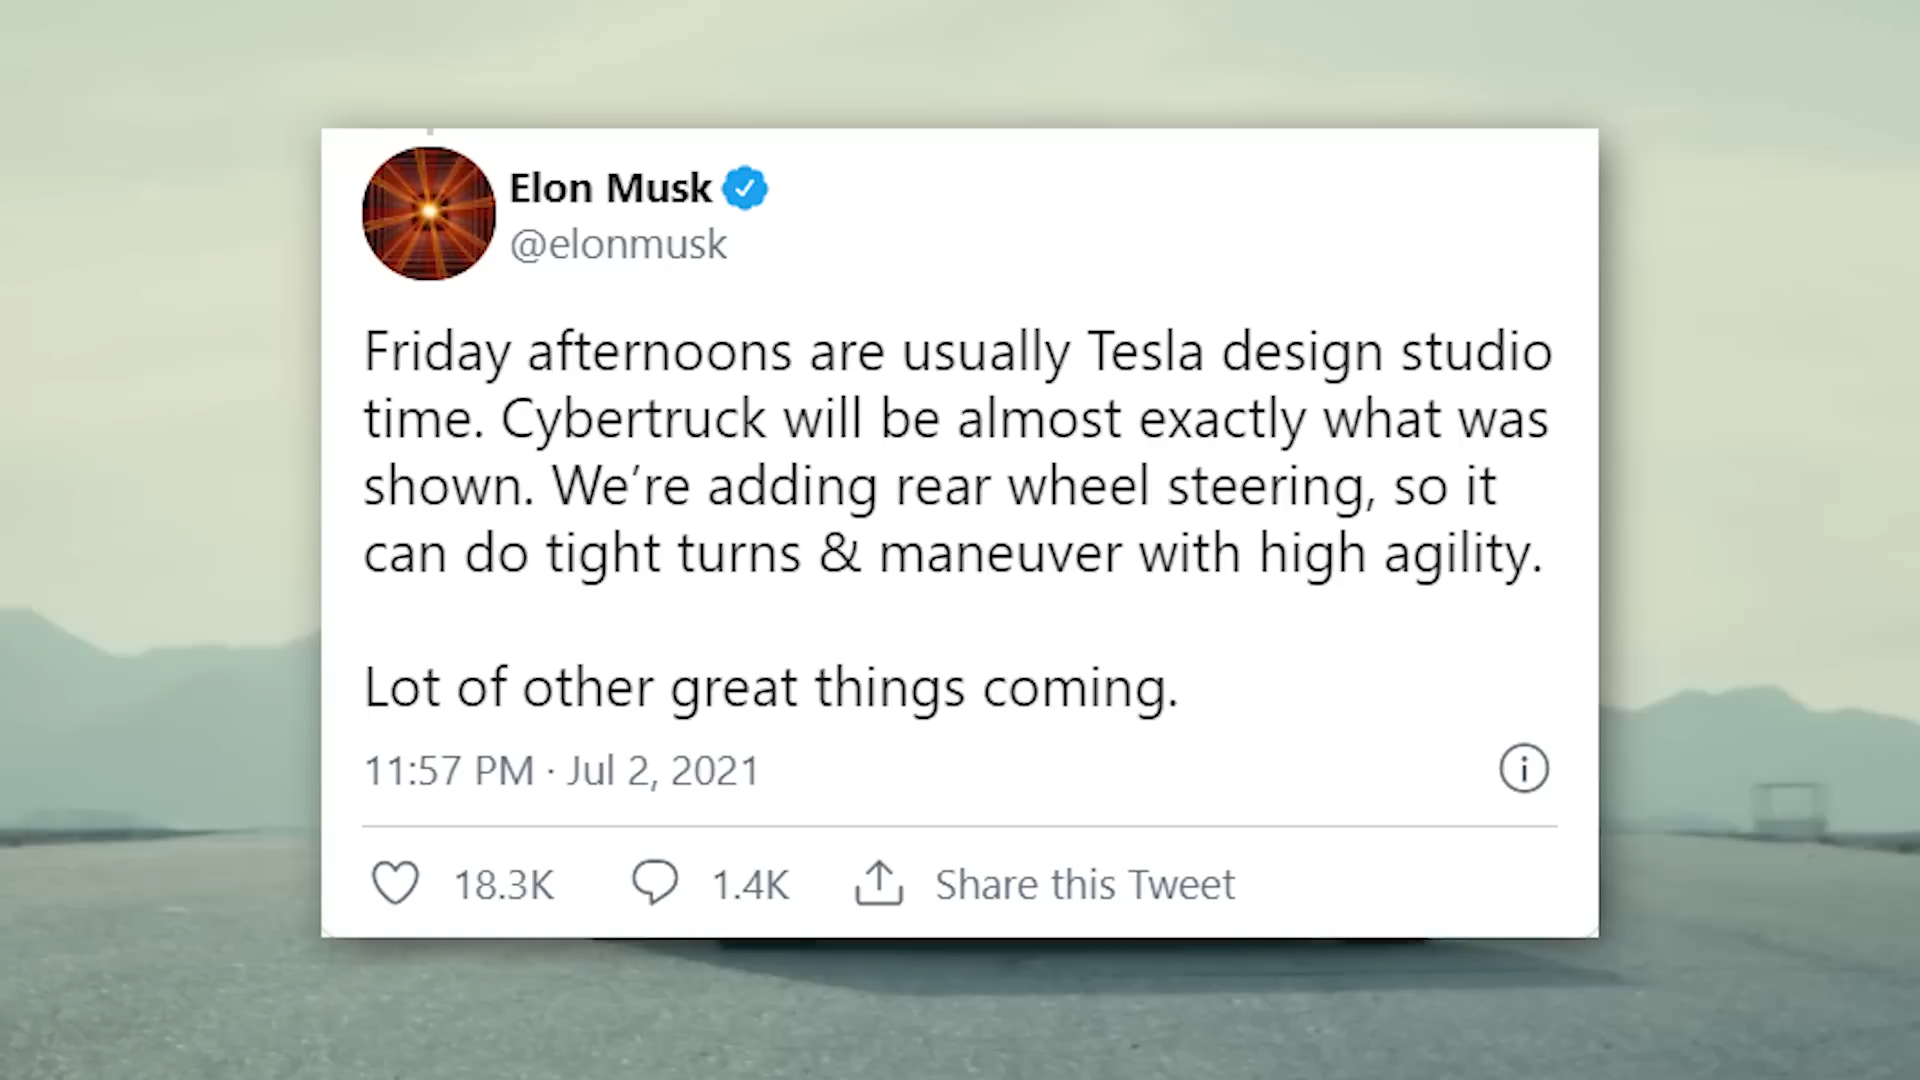 Elon Musk
@elonmusk
Friday afternoons are usually Tesla design studio
time. Cybertruck will be almost exactly what was
shown. We’re adding rear wheel steering, so it
can do tight turns & maneuver with high agility.
Lot of other great things coming.
11:57 PM · Jul 2, 2021
18.3K 1.4K Share this Tweet